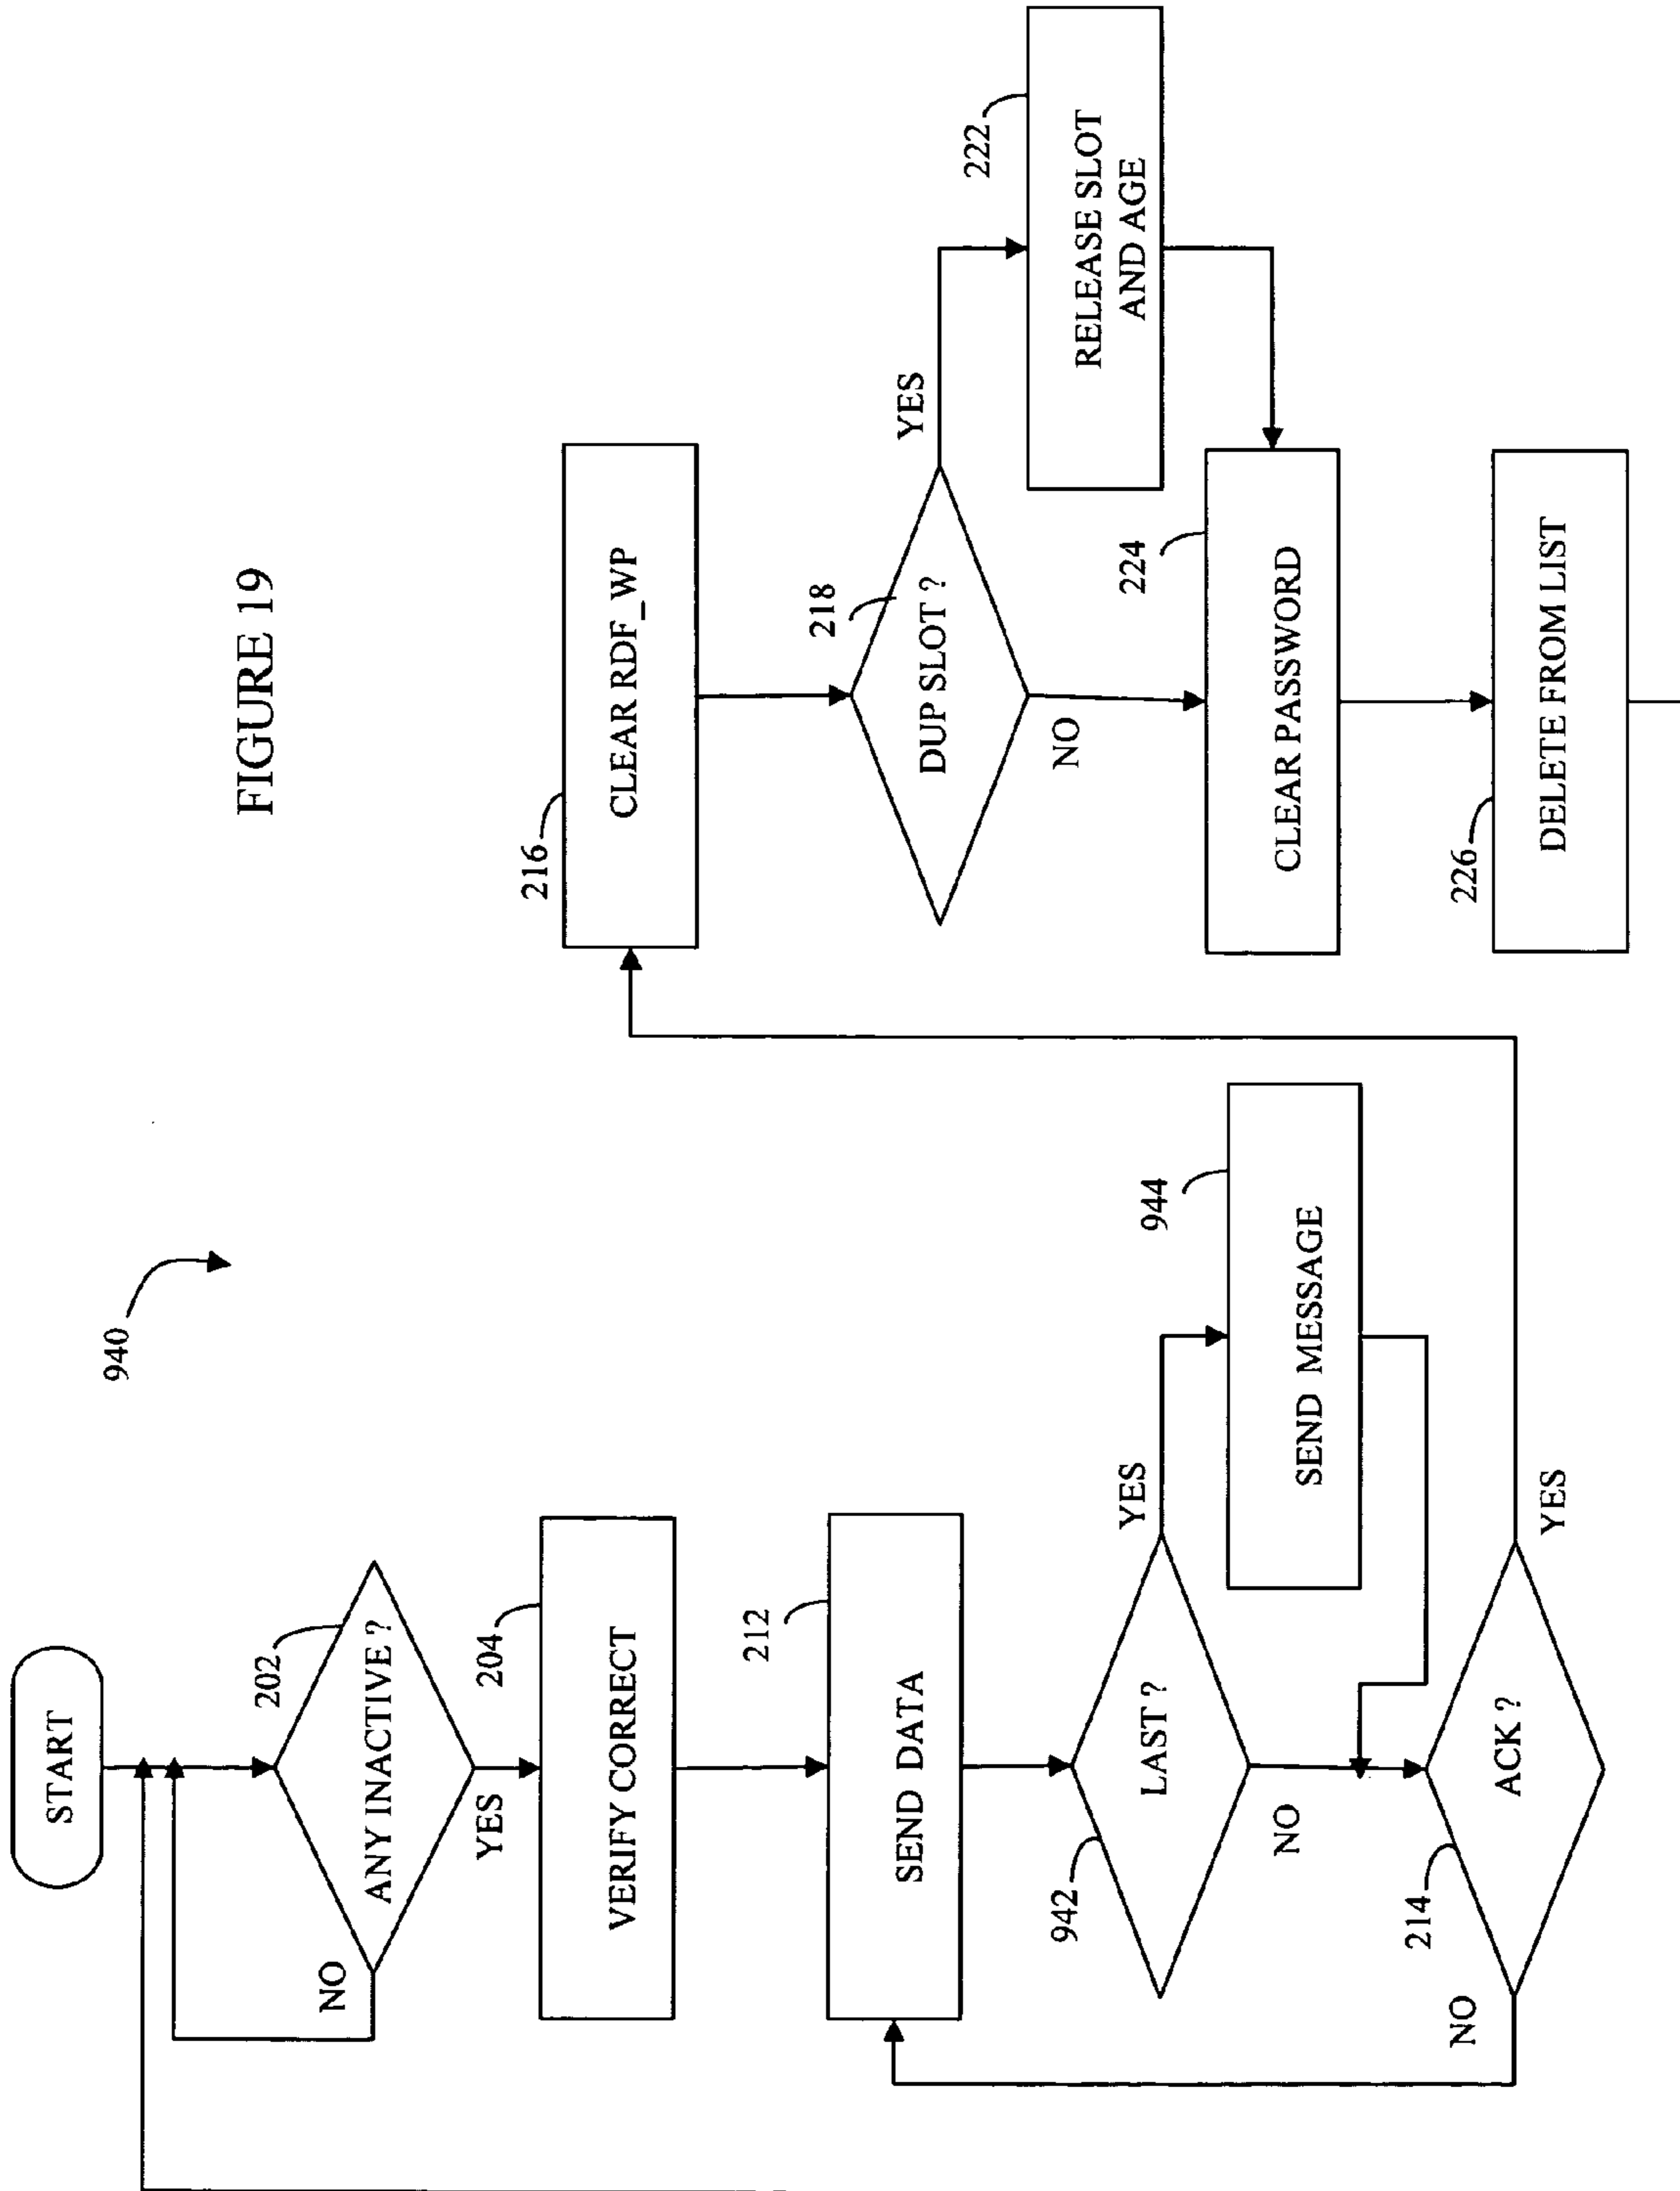 FIGURE 19
940
START
202
ANY INACTIVE ?
NO
YES
204
VERIFY CORRECT
212
SEND DATA
942
LAST ?
YES
NO
944
SEND MESSAGE
214
ACK ?
NO
YES
216
CLEAR RDF_WP
218
DUP SLOT ?
YES
NO
222
RELEASE SLOT
AND AGE
224
CLEAR PASSWORD
226
DELETE FROM LIST